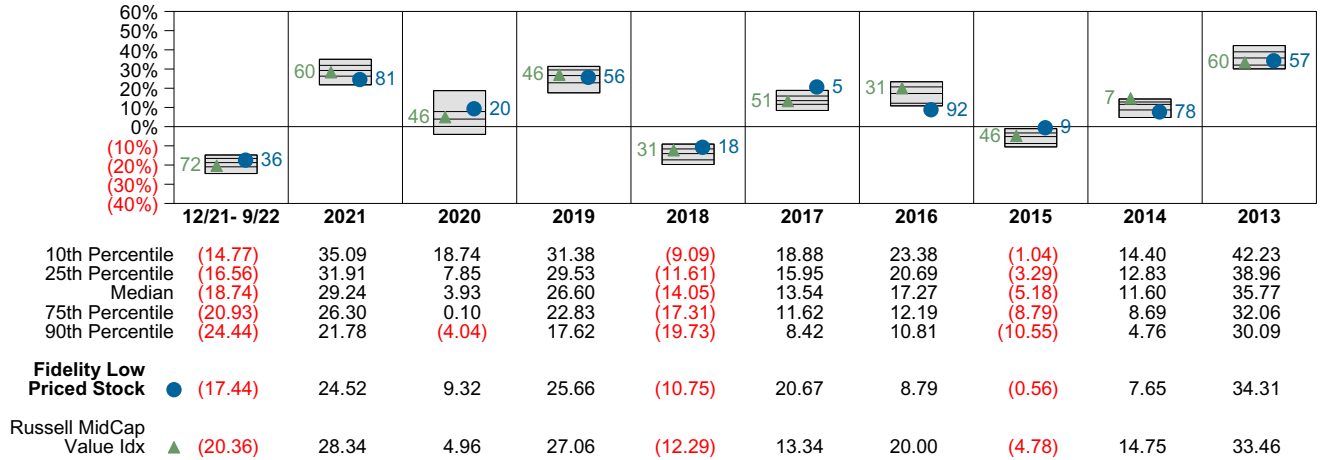 60%
50%
40%
30%
20%
10%
0%
(10%)
(20%)
(30%)
(40%)
72 36
60 81
46 20
46 56
31 18
51 5
31 92
46 9
7 78
60 57
12/21- 9/22 2021 2020 2019 2018 2017 2016 2015 2014 2013
10th Percentile (14.77) 35.09 18.74 31.38 (9.09) 18.88 23.38 (1.04) 14.40 42.23
25th Percentile (16.56) 31.91 7.85 29.53 (11.61) 15.95 20.69 (3.29) 12.83 38.96
Median (18.74) 29.24 3.93 26.60 (14.05) 13.54 17.27 (5.18) 11.60 35.77
75th Percentile (20.93) 26.30 0.10 22.83 (17.31) 11.62 12.19 (8.79) 8.69 32.06
90th Percentile (24.44) 21.78 (4.04) 17.62 (19.73) 8.42 10.81 (10.55) 4.76 30.09
Fidelity Low
Priced Stock (17.44) 24.52 9.32 25.66 (10.75) 20.67 8.79 (0.56) 7.65 34.31
Russell MidCap
Value Idx (20.36) 28.34 4.96 27.06 (12.29) 13.34 20.00 (4.78) 14.75 33.46